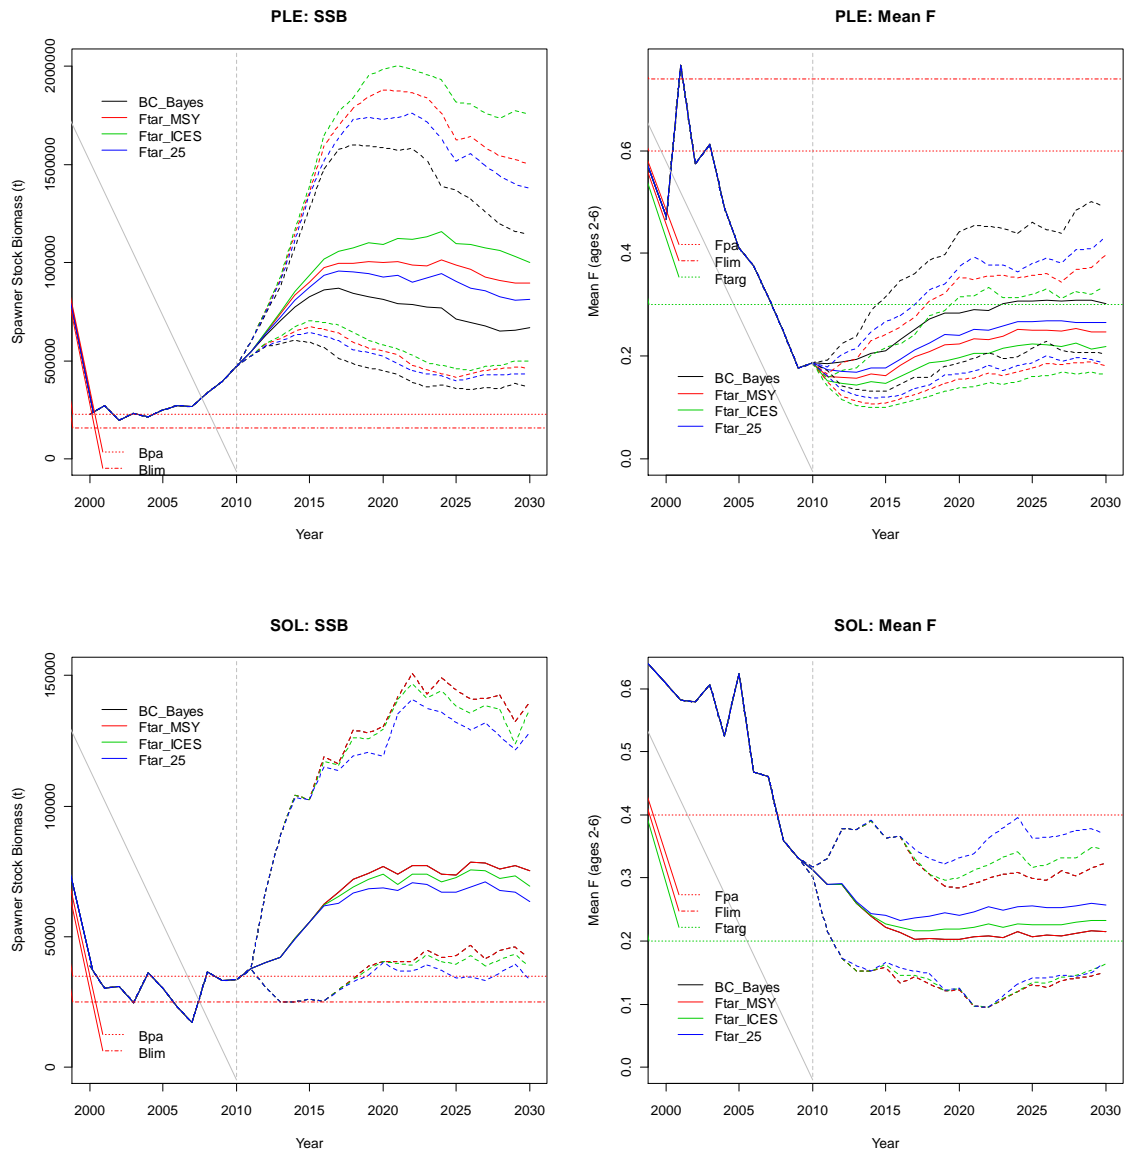 PLE: SSB
Spawner Stock Biomass (t)
0
500000
1000000
1500000
2000000
BC_Bayes
Ftar_MSY
Ftar_ICES
Ftar_25
Bpa
Blim
2000 2005 2010 2015 2020 2025 2030
Year
PLE: Mean F
Mean F (ages 2-6)
0.0
0.2
0.4
0.6
Fpa
Flim
Ftarg
BC_Bayes
Ftar_MSY
Ftar_ICES
Ftar_25
2000 2005 2010 2015 2020 2025 2030
Year
SOL: SSB
Spawner Stock Biomass (t)
0
50000
100000
150000
BC_Bayes
Ftar_MSY
Ftar_ICES
Ftar_25
Bpa
Blim
2000 2005 2010 2015 2020 2025 2030
Year
SOL: Mean F
Mean F (ages 2-6)
0.0
0.1
0.2
0.3
0.4
0.5
0.6
Fpa
Flim
Ftarg
BC_Bayes
Ftar_MSY
Ftar_ICES
Ftar_25
2000 2005 2010 2015 2020 2025 2030
Year